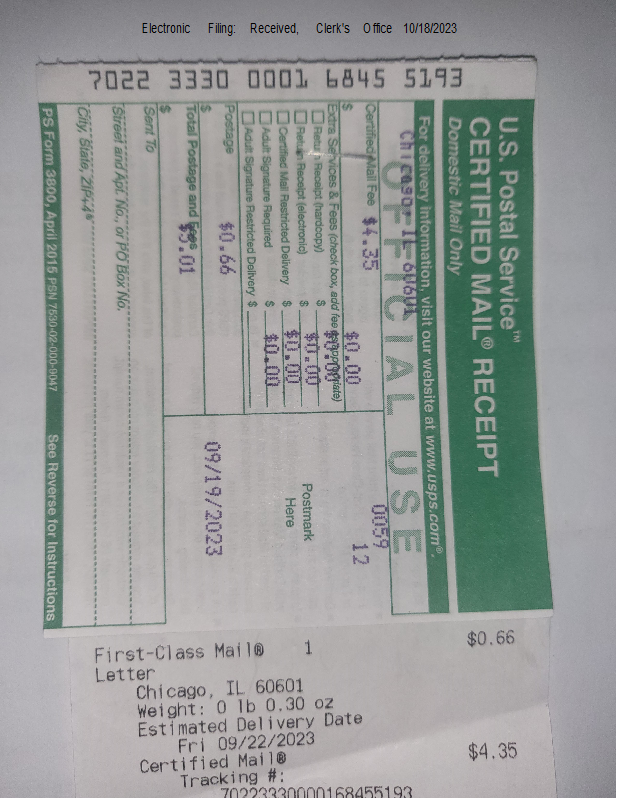 Electronic Filing: Received, Clerk's Office 10/18/2023
7022 3330 0001 6845 5193
U.S. Postal Service™
CERTIFIED MAIL® RECEIPT
Domestic Mail Only
For delivery information, visit our website at www.usps.com®.
OFFICIAL USE
Chicago, IL 60601
Certified Mail Fee $4.35
$
0059
12
Extra Services & Fees (check box, add fee as appropriate)
Return Receipt (hardcopy) $ $0.00
Return Receipt (electronic) $ $0.00
Certified Mail Restricted Delivery $ $0.00
Adult Signature Required $ $0.00
Adult Signature Restricted Delivery $
Postmark
Here
Postage $0.66
$
09/19/2023
Total Postage and Fees
$ $5.01
Sent To
Street and Apt. No., or PO Box No.
City, State, ZIP+4®
PS Form 3800, April 2015 PSN 7530-02-000-9047 See Reverse for Instructions
First-Class Mail® 1 $0.66
Letter
Chicago, IL 60601
Weight: 0 lb 0.30 oz
Estimated Delivery Date
Fri 09/22/2023
Certified Mail® $4.35
Tracking #:
70223330000168455193